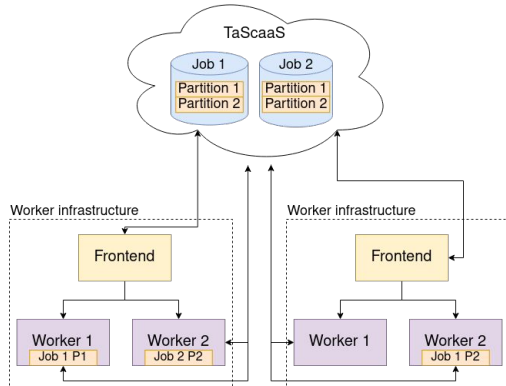 TaScaaS
Job 1
Job 2
Partition 1
Partition 2
Partition 1
Partition 2
Worker infrastructure
Worker infrastructure
Frontend
Frontend
Worker 1
Job 1 P1
Worker 2
Job 2 P2
Worker 1
Worker 2
Job 1 P2